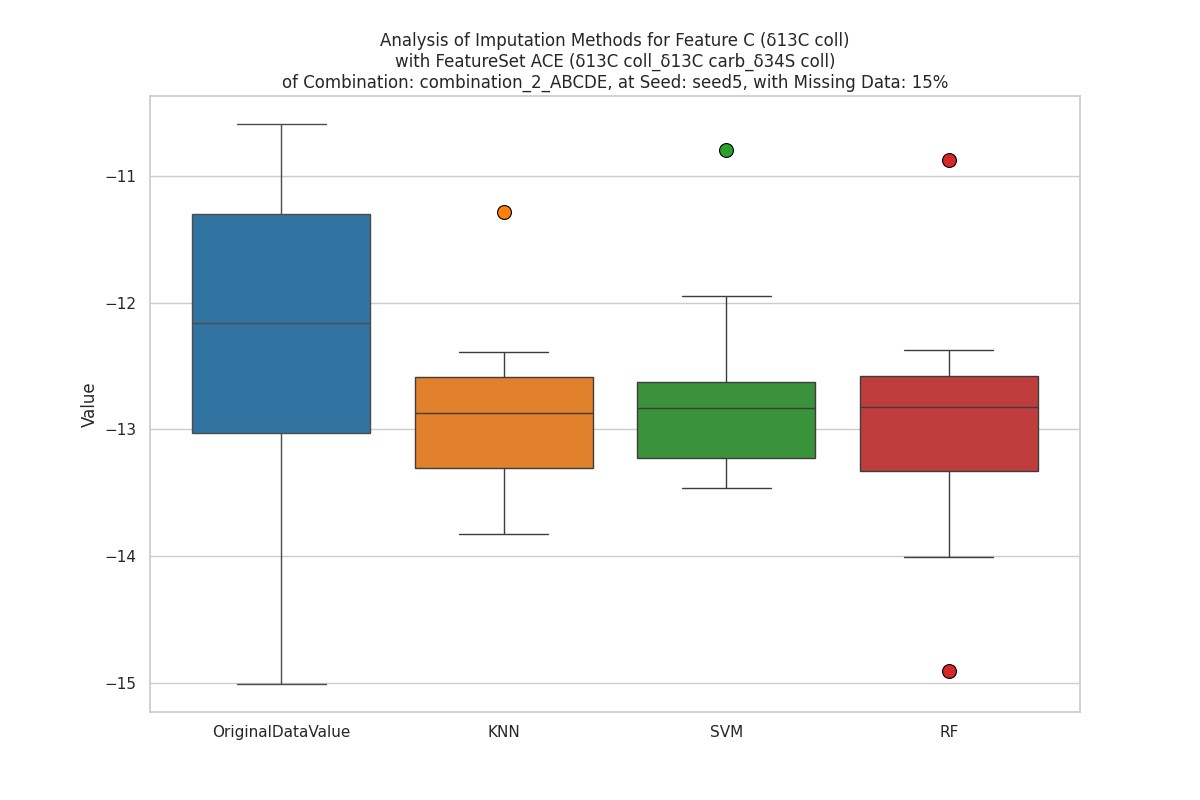 Analysis of Imputation Methods for Feature C (δ13C coll)
with FeatureSet ACE (δ13C coll_δ13C carb_δ34S coll)
of Combination: combination_2_ABCDE, at Seed: seed5, with Missing Data: 15%
Value
−11
−12
−13
−14
−15
OriginalDataValue
KNN
SVM
RF